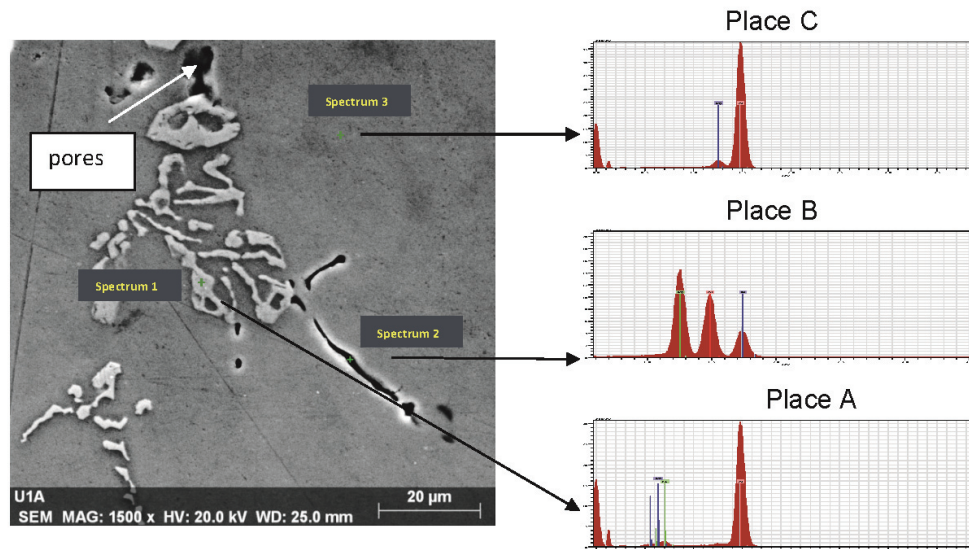 Place C
Spectrum 3
pores
Place B
Spectrum 1
Spectrum 2
Place A
U1A
20 µm
SEM MAG: 1500 x HV: 20.0 kV WD: 25.0 mm